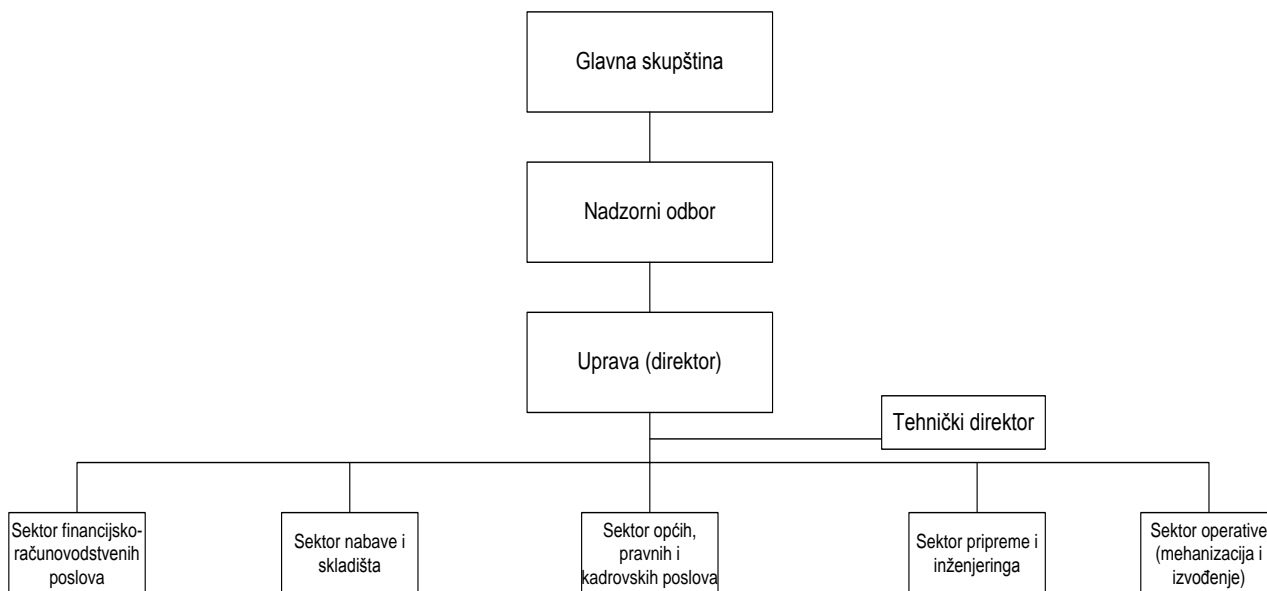 Glavna skupština
Nadzorni odbor
Uprava (direktor)
Tehnički direktor
Sektor financijsko-
računovodstvenih
poslova
Sektor nabave i
skladišta
Sektor općih,
pravnih i
kadrovskih poslova
Sektor pripreme i
inženjeringa
Sektor operative
(mehanizacija i
izvođenje)